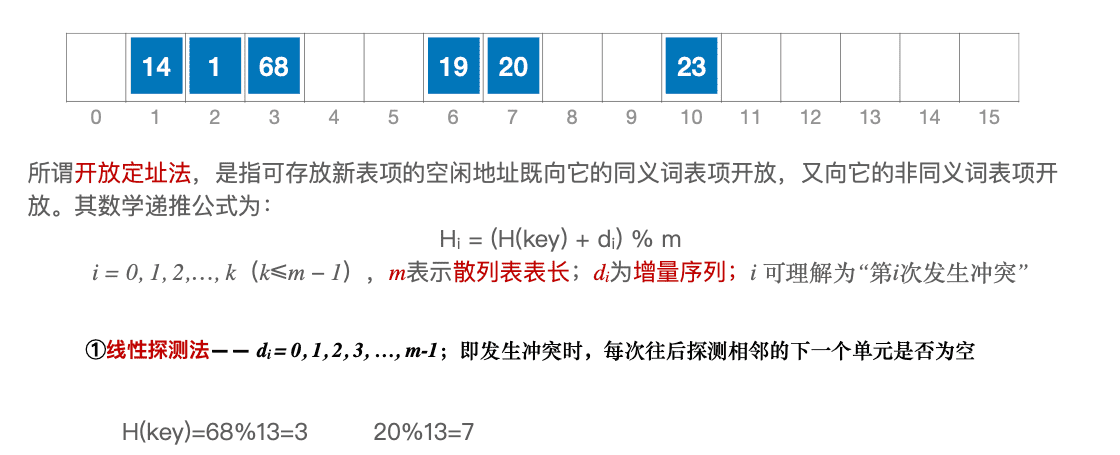 14 1 68 19 20 23
0 1 2 3 4 5 6 7 8 9 10 11 12 13 14 15
所谓开放定址法，是指可存放新表项的空闲地址既向它的同义词表项开放，又向它的非同义词表项开
放。其数学递推公式为：
Hᵢ = (H(key) + dᵢ) % m
i = 0, 1, 2,…, k（k≤m − 1），m表示散列表表长；dᵢ为增量序列；i 可理解为“第i次发生冲突”
①线性探测法—— dᵢ = 0, 1, 2, 3, …, m-1；即发生冲突时，每次往后探测相邻的下一个单元是否为空
H(key)=68%13=3 20%13=7